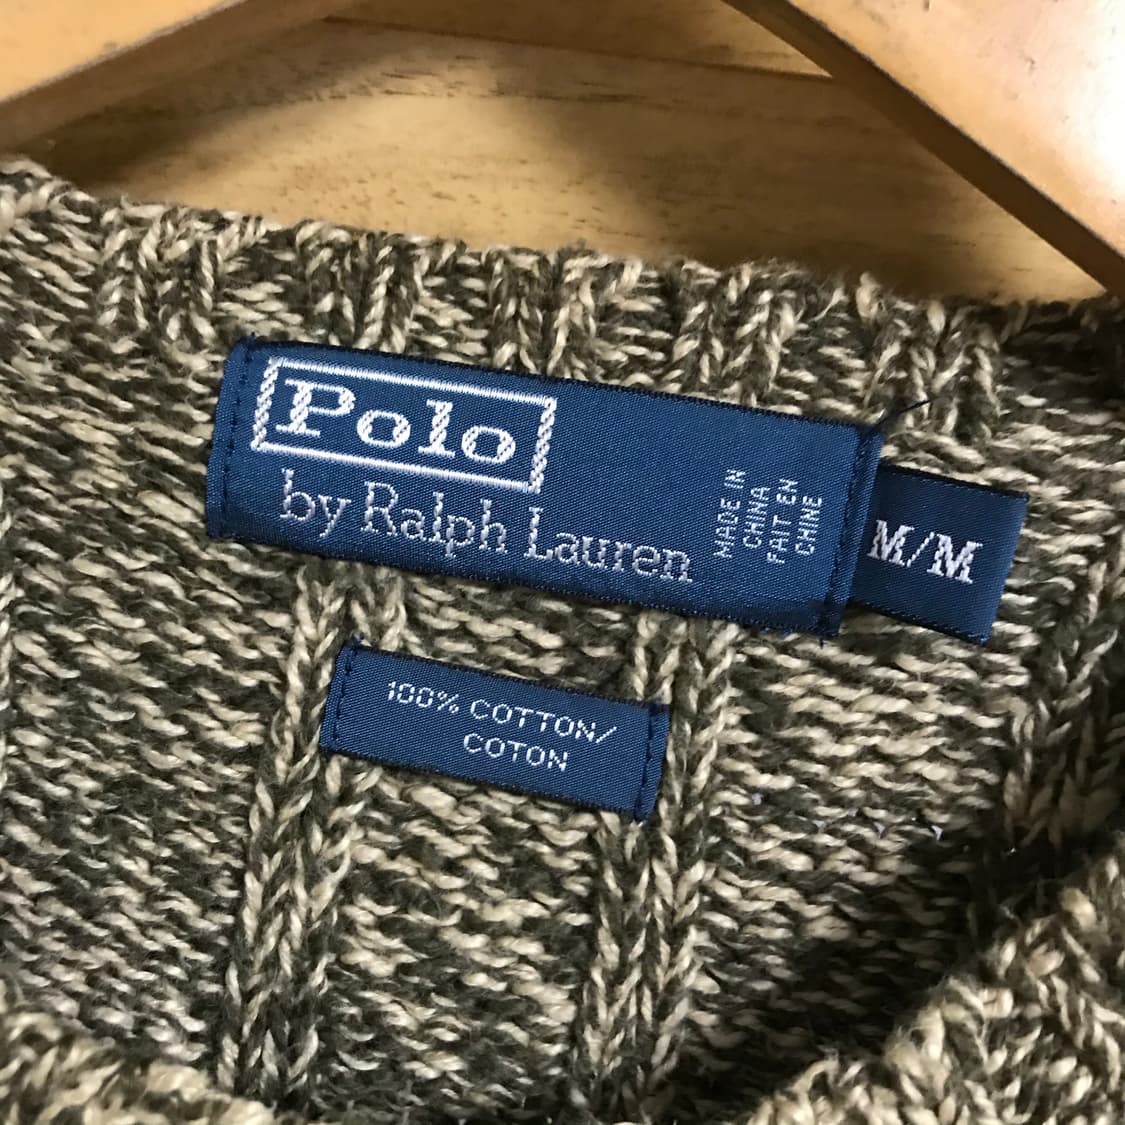 Polo
by Ralph Lauren
MADE IN
CHINA
FAIT EN
CHINE
M/M
100% COTTON/
COTON